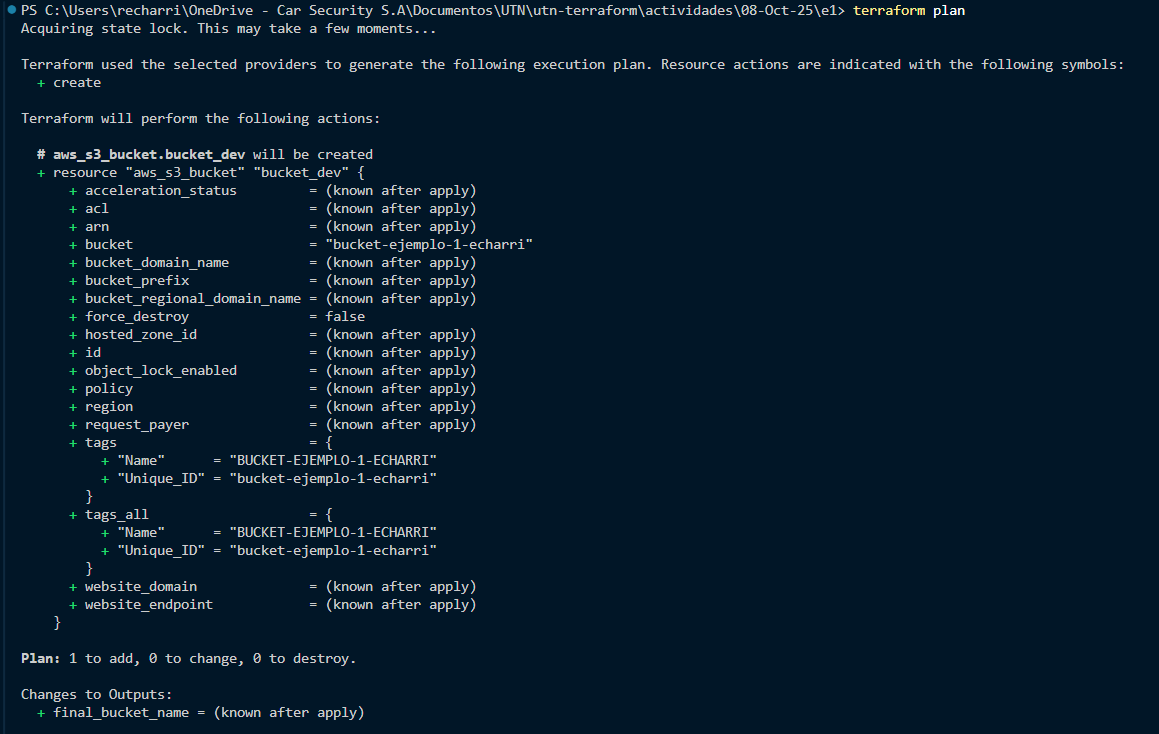 PS C:\Users\recharri\OneDrive - Car Security S.A\Documentos\UTN\utn-terraform\actividades\08-Oct-25\e1> terraform plan
Acquiring state lock. This may take a few moments...
Terraform used the selected providers to generate the following execution plan. Resource actions are indicated with the following symbols:
+ create
Terraform will perform the following actions:
# aws_s3_bucket.bucket_dev will be created
+ resource "aws_s3_bucket" "bucket_dev" {
+ acceleration_status = (known after apply)
+ acl = (known after apply)
+ arn = (known after apply)
+ bucket = "bucket-ejemplo-1-echarri"
+ bucket_domain_name = (known after apply)
+ bucket_prefix = (known after apply)
+ bucket_regional_domain_name = (known after apply)
+ force_destroy = false
+ hosted_zone_id = (known after apply)
+ id = (known after apply)
+ object_lock_enabled = (known after apply)
+ policy = (known after apply)
+ region = (known after apply)
+ request_payer = (known after apply)
+ tags = {
+ "Name" = "BUCKET-EJEMPLO-1-ECHARRI"
+ "Unique_ID" = "bucket-ejemplo-1-echarri"
}
+ tags_all = {
+ "Name" = "BUCKET-EJEMPLO-1-ECHARRI"
+ "Unique_ID" = "bucket-ejemplo-1-echarri"
}
+ website_domain = (known after apply)
+ website_endpoint = (known after apply)
}
Plan: 1 to add, 0 to change, 0 to destroy.
Changes to Outputs:
+ final_bucket_name = (known after apply)